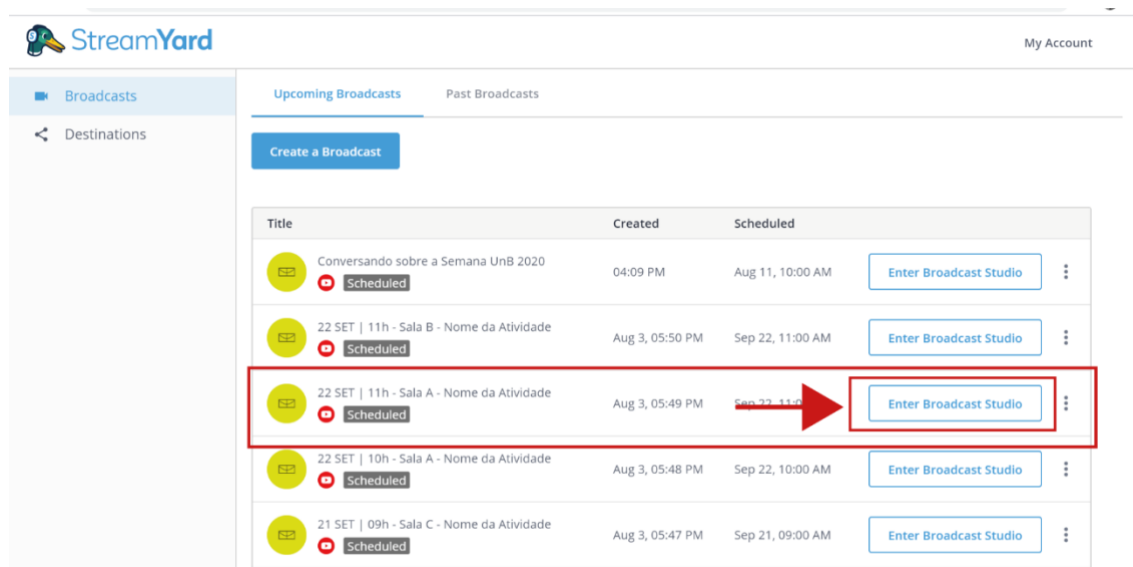 StreamYard
My Account
Broadcasts
Destinations
Upcoming Broadcasts Past Broadcasts
Create a Broadcast
Title Created Scheduled
Conversando sobre a Semana UnB 2020
Scheduled
04:09 PM Aug 11, 10:00 AM Enter Broadcast Studio
22 SET | 11h - Sala B - Nome da Atividade
Scheduled
Aug 3, 05:50 PM Sep 22, 11:00 AM Enter Broadcast Studio
22 SET | 11h - Sala A - Nome da Atividade
Scheduled
Aug 3, 05:49 PM Sep 22, Enter Broadcast Studio
22 SET | 10h - Sala A - Nome da Atividade
Scheduled
Aug 3, 05:48 PM Sep 22, 10:00 AM Enter Broadcast Studio
21 SET | 09h - Sala C - Nome da Atividade
Scheduled
Aug 3, 05:47 PM Sep 21, 09:00 AM Enter Broadcast Studio